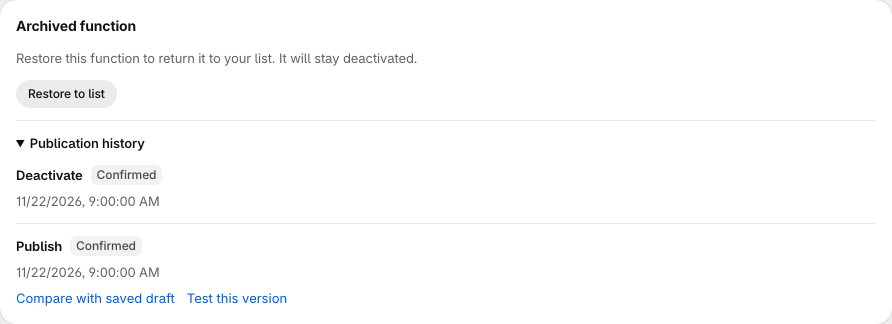 Archived function
Restore this function to return it to your list. It will stay deactivated.
Restore to list
Publication history
Deactivate Confirmed
11/22/2026, 9:00:00 AM
Publish Confirmed
11/22/2026, 9:00:00 AM
Compare with saved draft Test this version